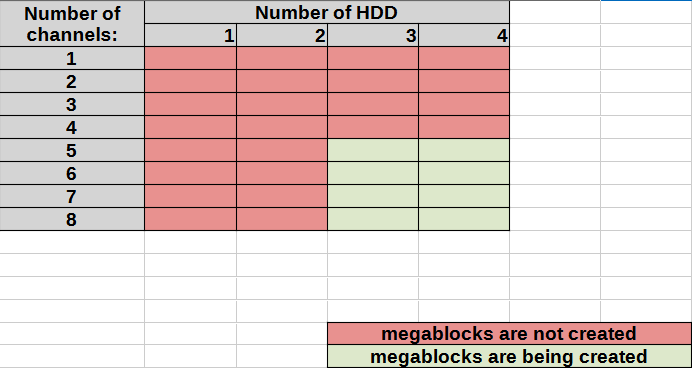 Number of channels:
Number of HDD
1 2 3 4
1
2
3
4
5
6
7
8
megablocks are not created
megablocks are being created